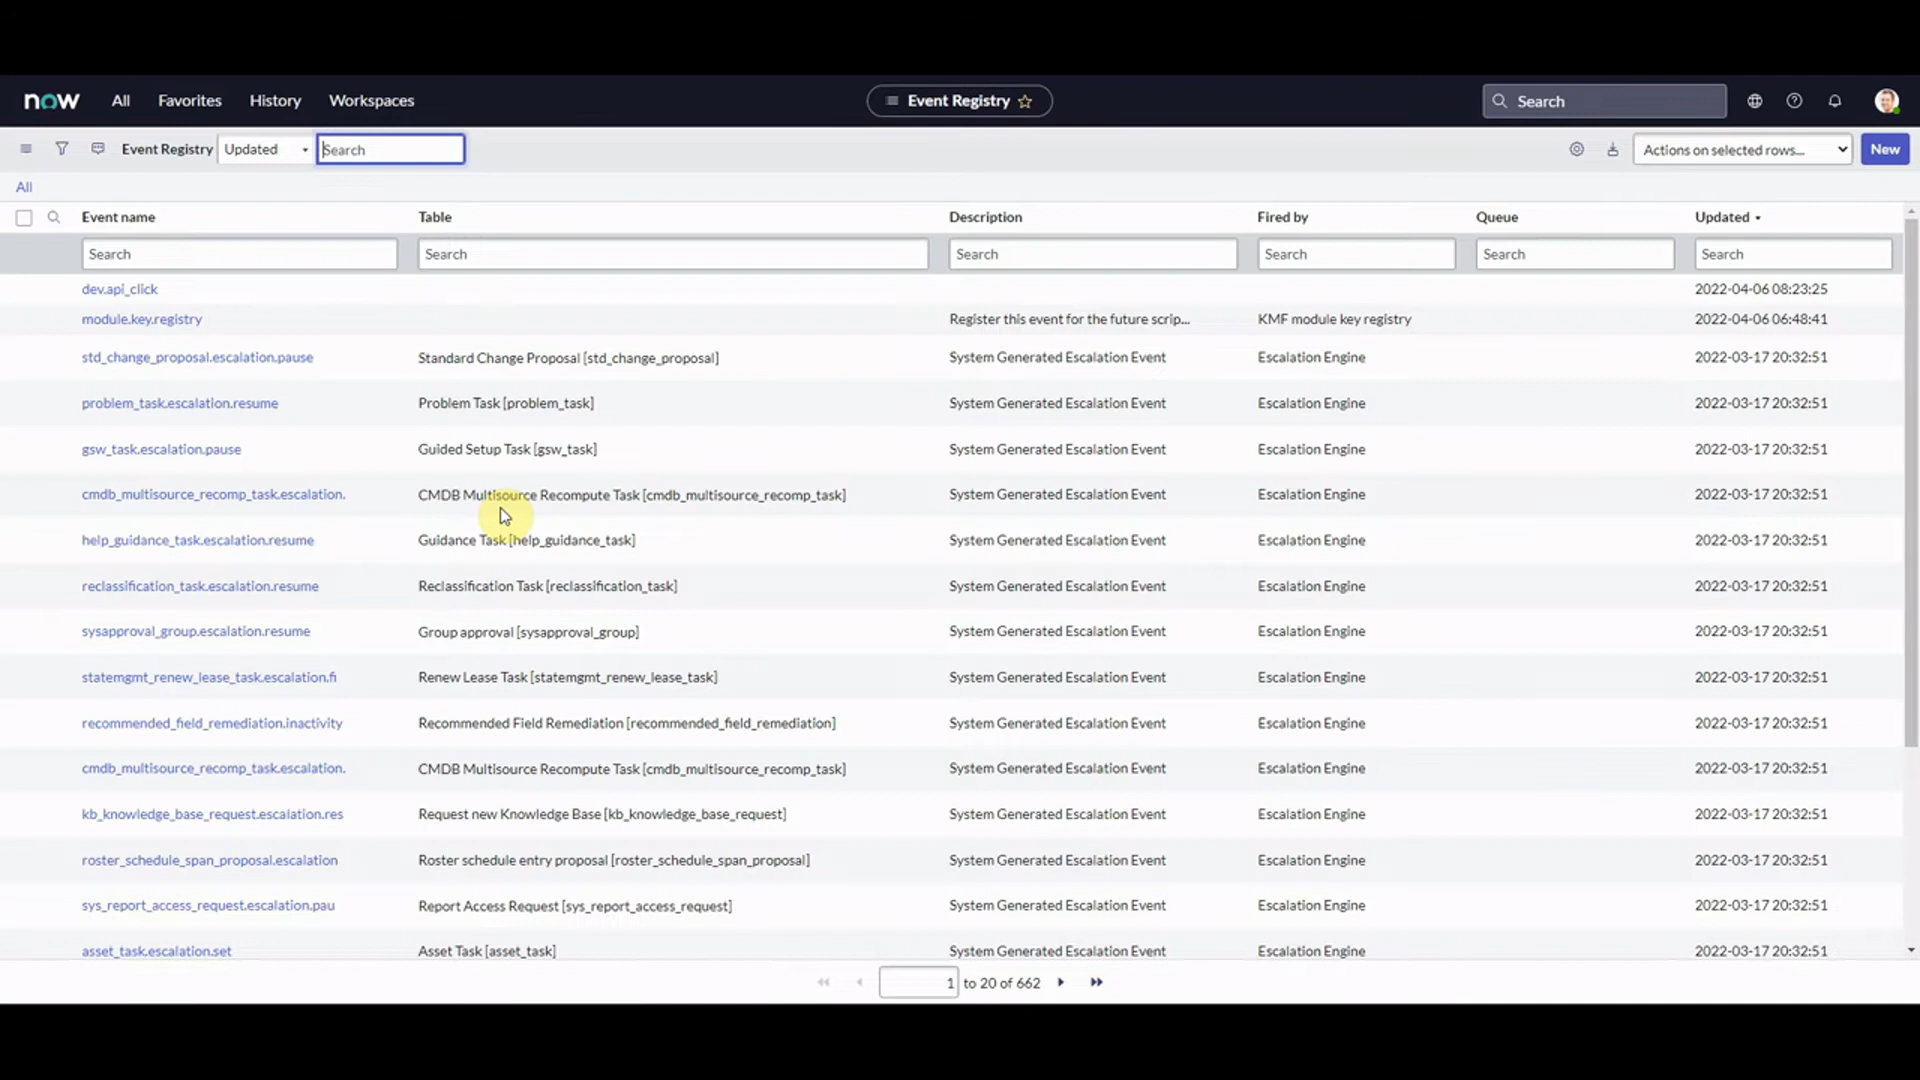 now All Favorites History Workspaces Event Registry Search
Event Registry Updated Search Actions on selected rows... New
All
Event name Table Description Fired by Queue Updated
Search Search Search Search Search Search
dev.api_click 2022-04-06 08:23:25
module.key.registry Register this event for the future scrip... KMF module key registry 2022-04-06 06:48:41
std_change_proposal.escalation.pause Standard Change Proposal [std_change_proposal] System Generated Escalation Event Escalation Engine 2022-03-17 20:32:51
problem_task.escalation.resume Problem Task [problem_task] System Generated Escalation Event Escalation Engine 2022-03-17 20:32:51
gsw_task.escalation.pause Guided Setup Task [gsw_task] System Generated Escalation Event Escalation Engine 2022-03-17 20:32:51
cmdb_multisource_recomp_task.escalation. CMDB Multisource Recompute Task [cmdb_multisource_recomp_task] System Generated Escalation Event Escalation Engine 2022-03-17 20:32:51
help_guidance_task.escalation.resume Guidance Task [help_guidance_task] System Generated Escalation Event Escalation Engine 2022-03-17 20:32:51
reclassification_task.escalation.resume Reclassification Task [reclassification_task] System Generated Escalation Event Escalation Engine 2022-03-17 20:32:51
sysapproval_group.escalation.resume Group approval [sysapproval_group] System Generated Escalation Event Escalation Engine 2022-03-17 20:32:51
statemgmt_renew_lease_task.escalation.fi Renew Lease Task [statemgmt_renew_lease_task] System Generated Escalation Event Escalation Engine 2022-03-17 20:32:51
recommended_field_remediation.inactivity Recommended Field Remediation [recommended_field_remediation] System Generated Escalation Event Escalation Engine 2022-03-17 20:32:51
cmdb_multisource_recomp_task.escalation. CMDB Multisource Recompute Task [cmdb_multisource_recomp_task] System Generated Escalation Event Escalation Engine 2022-03-17 20:32:51
kb_knowledge_base_request.escalation.res Request new Knowledge Base [kb_knowledge_base_request] System Generated Escalation Event Escalation Engine 2022-03-17 20:32:51
roster_schedule_span_proposal.escalation Roster schedule entry proposal [roster_schedule_span_proposal] System Generated Escalation Event Escalation Engine 2022-03-17 20:32:51
sys_report_access_request.escalation.pau Report Access Request [sys_report_access_request] System Generated Escalation Event Escalation Engine 2022-03-17 20:32:51
asset_task.escalation.set Asset Task [asset_task] System Generated Escalation Event Escalation Engine 2022-03-17 20:32:51
1 to 20 of 662